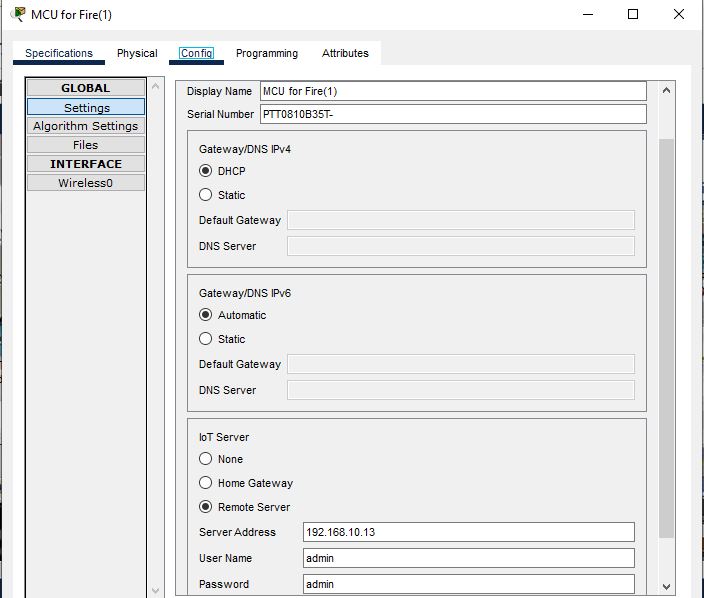 MCU for Fire(1)
Specifications Physical Config Programming Attributes
GLOBAL
Settings
Algorithm Settings
Files
INTERFACE
Wireless0
Display Name MCU for Fire(1)
Serial Number PTT0810B35T-
Gateway/DNS IPv4
DHCP
Static
Default Gateway
DNS Server
Gateway/DNS IPv6
Automatic
Static
Default Gateway
DNS Server
IoT Server
None
Home Gateway
Remote Server
Server Address 192.168.10.13
User Name admin
Password admin